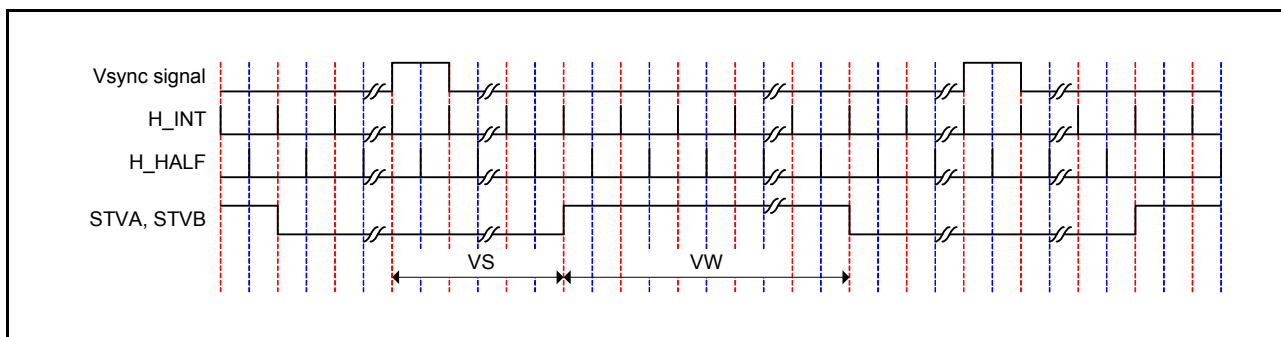 Vsync signal
H_INT
H_HALF
STVA, STVB
VS
VW